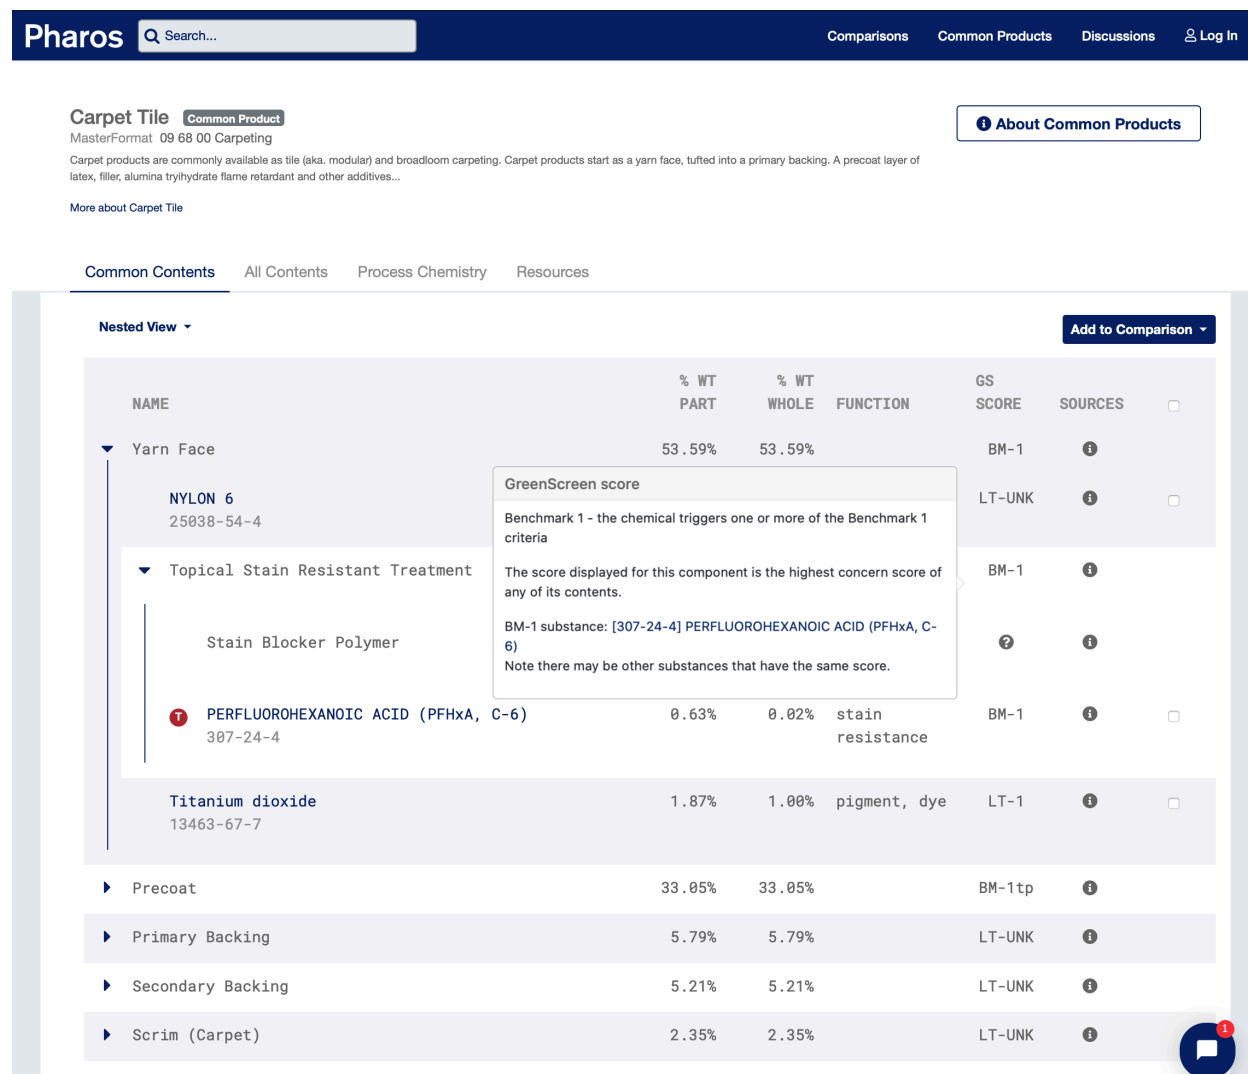 Pharos
Search...
Comparisons
Common Products
Discussions
Log In
Carpet Tile Common Product
MasterFormat 09 68 00 Carpeting
Carpet products are commonly available as tile (aka. modular) and broadloom carpeting. Carpet products start as a yarn face, tufted into a primary backing. A precoat layer of
latex, filler, alumina tryihydrate flame retardant and other additives...
More about Carpet Tile
About Common Products
Common Contents
All Contents
Process Chemistry
Resources
Nested View
Add to Comparison
NAME
% WT
PART
% WT
WHOLE
FUNCTION
GS
SCORE
SOURCES
Yarn Face 53.59% 53.59% BM-1
NYLON 6 LT-UNK
25038-54-4
GreenScreen score
Benchmark 1 - the chemical triggers one or more of the Benchmark 1
criteria
The score displayed for this component is the highest concern score of
any of its contents.
BM-1 substance: [307-24-4] PERFLUOROHEXANOIC ACID (PFHxA, C-
6)
Note there may be other substances that have the same score.
Topical Stain Resistant Treatment BM-1
Stain Blocker Polymer
T PERFLUOROHEXANOIC ACID (PFHxA, C-6) 0.63% 0.02% stain BM-1
307-24-4 resistance
Titanium dioxide 1.87% 1.00% pigment, dye LT-1
13463-67-7
Precoat 33.05% 33.05% BM-1tp
Primary Backing 5.79% 5.79% LT-UNK
Secondary Backing 5.21% 5.21% LT-UNK
Scrim (Carpet) 2.35% 2.35% LT-UNK
1